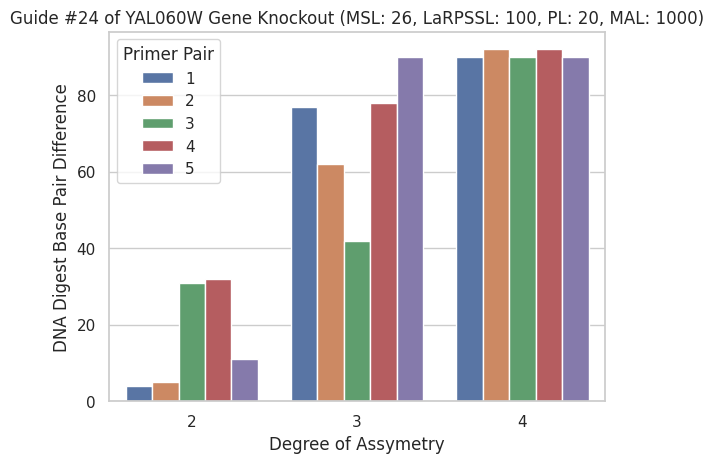 Guide #24 of YAL060W Gene Knockout (MSL: 26, LaRPSSL: 100, PL: 20, MAL: 1000)
Primer Pair
1
2
3
4
5
DNA Digest Base Pair Difference
80
60
40
20
0
2 3 4
Degree of Assymetry